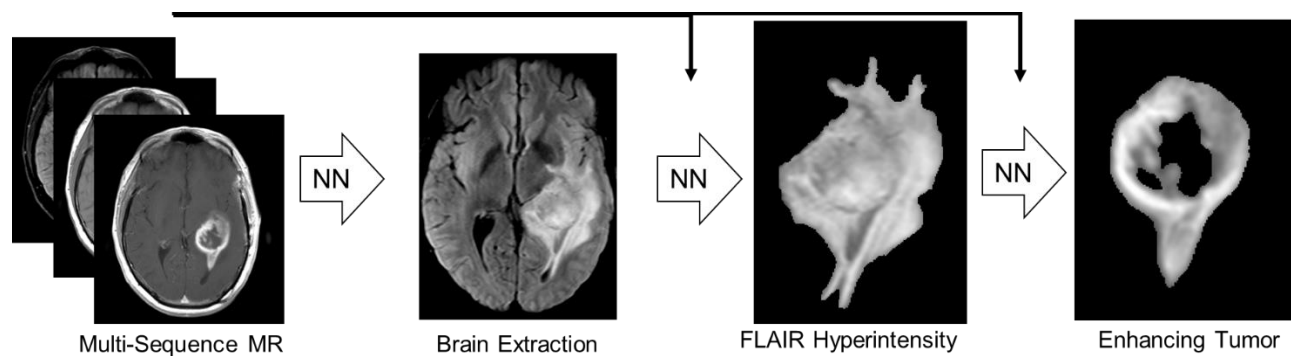 NN
NN
NN
Multi-Sequence MR
Brain Extraction
FLAIR Hyperintensity
Enhancing Tumor